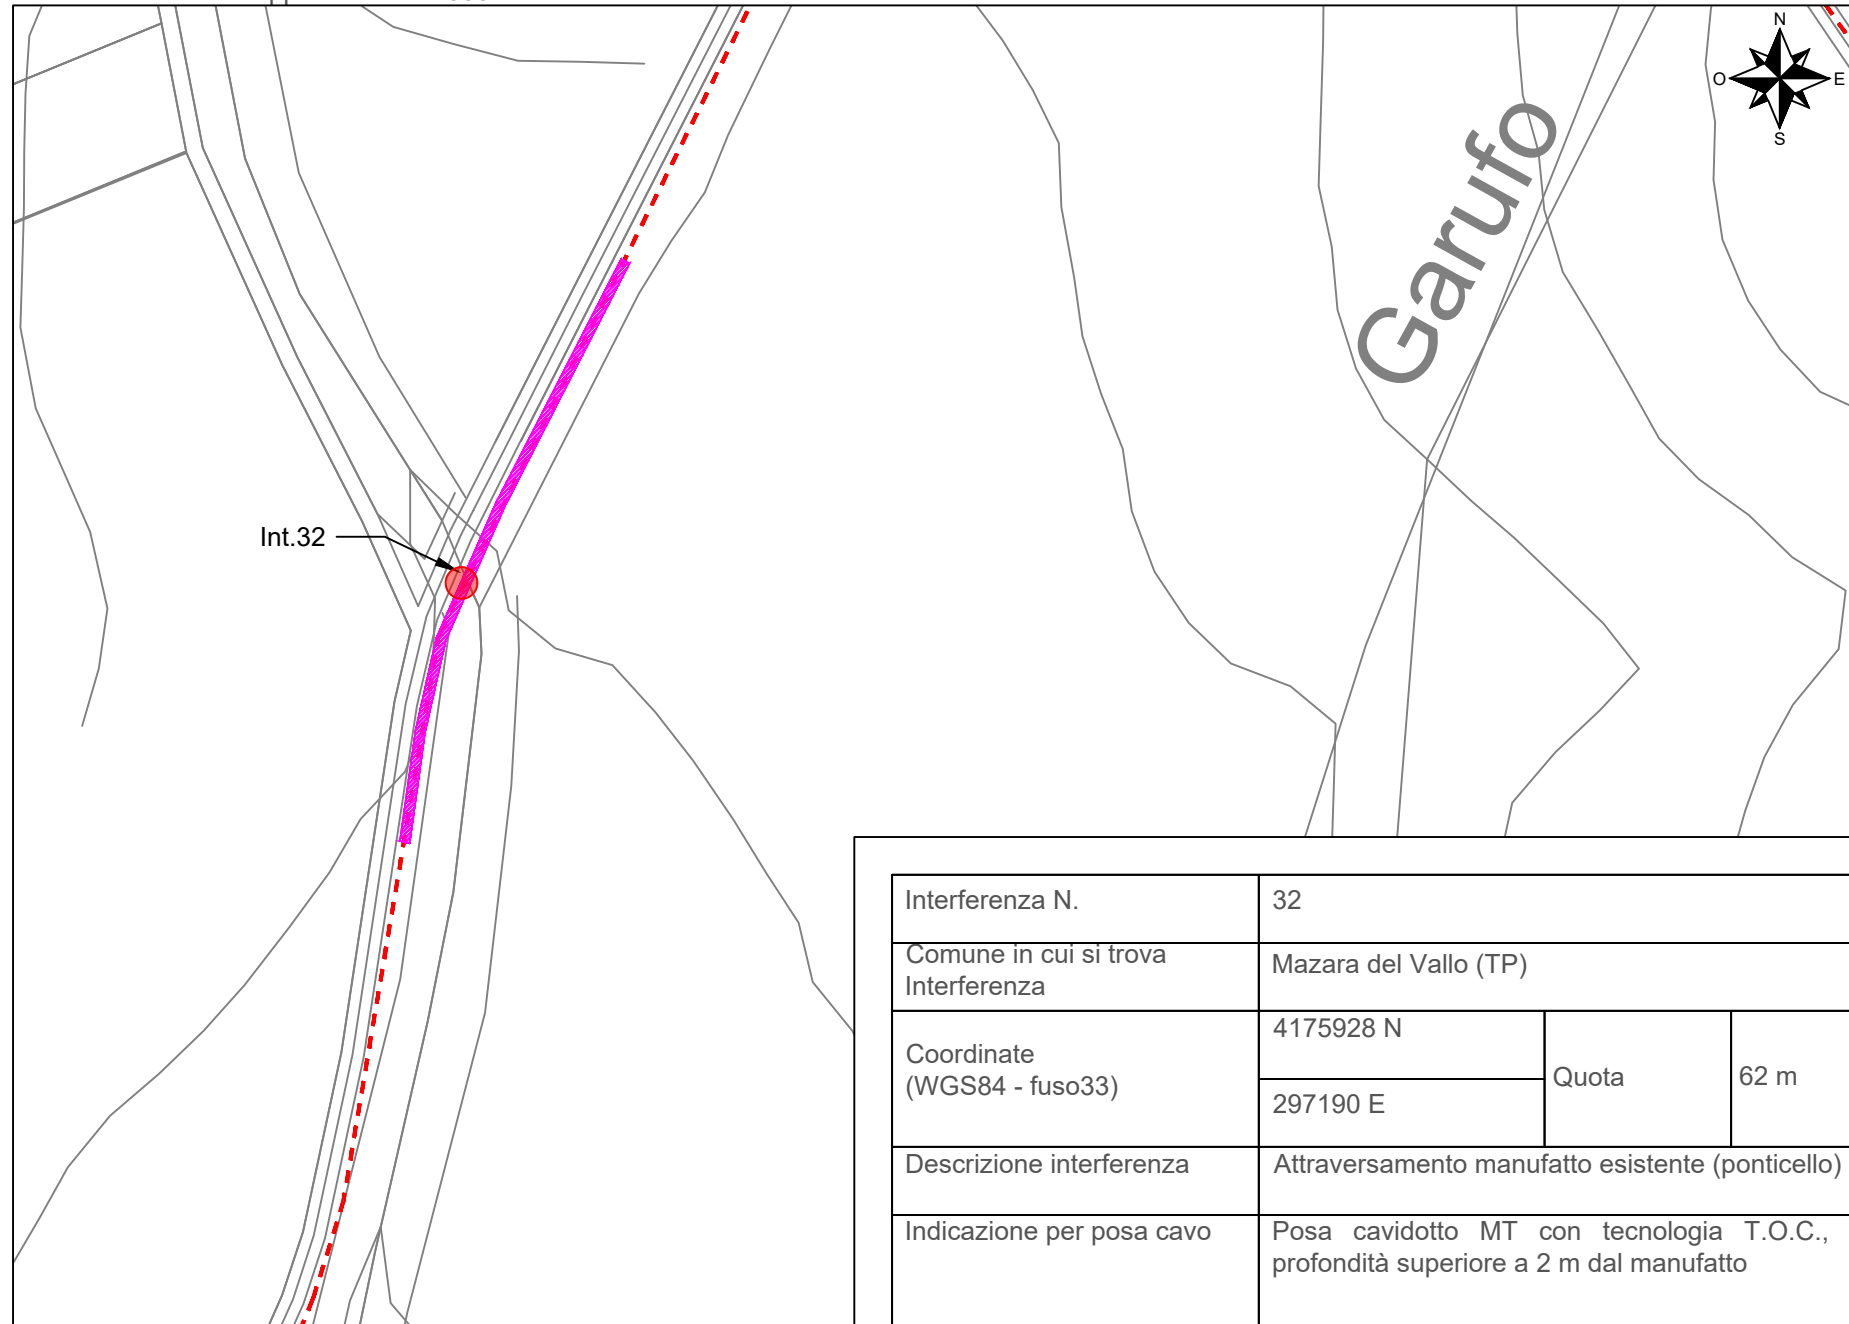 N
O E
S
Garufo
Int.32
Interferenza N. 32
Comune in cui si trova
Interferenza
Mazara del Vallo (TP)
Coordinate
(WGS84 - fuso33)
4175928 N
297190 E
Quota
62 m
Descrizione interferenza
Attraversamento manufatto esistente (ponticello)
Indicazione per posa cavo
Posa cavidotto MT con tecnologia T.O.C.,
profondità superiore a 2 m dal manufatto